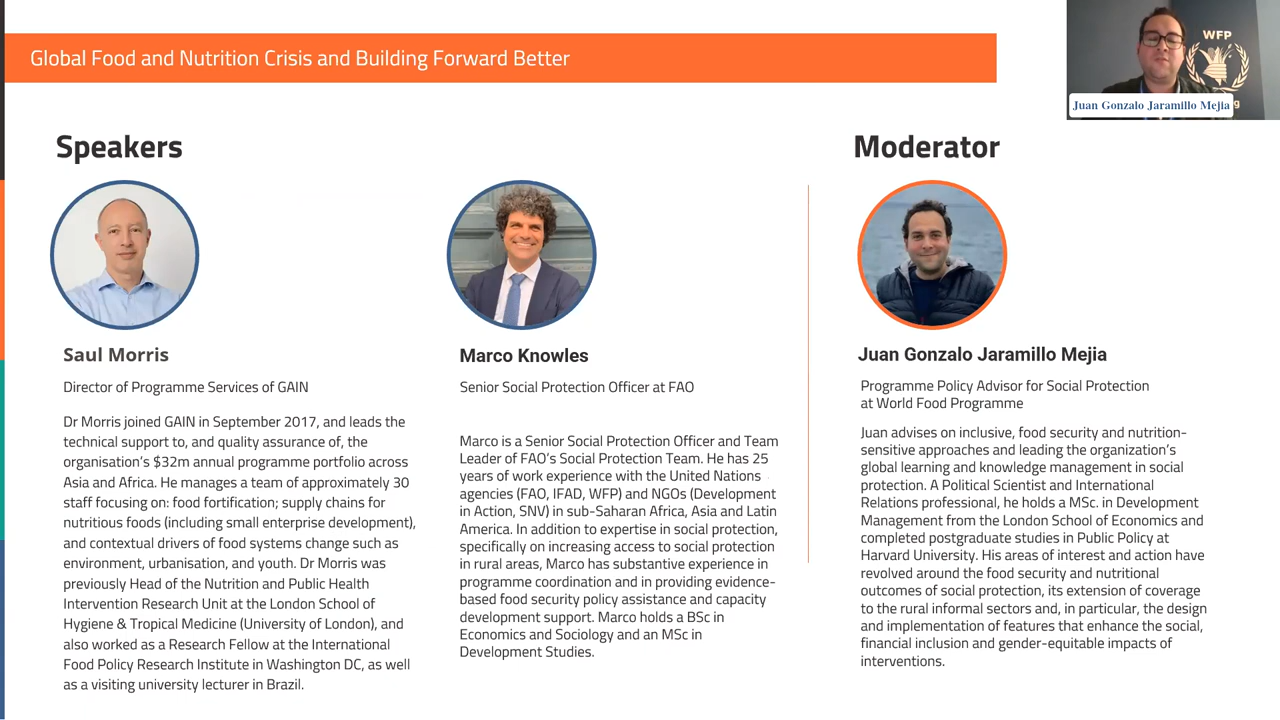 Global Food and Nutrition Crisis and Building Forward Better
WFP
Juan Gonzalo Jaramillo Mejia
Speakers
Saul Morris
Director of Programme Services of GAIN
Dr Morris joined GAIN in September 2017, and leads the
technical support to, and quality assurance of, the
organisation's $32m annual programme portfolio across
Asia and Africa. He manages a team of approximately 30
staff focusing on: food fortification; supply chains for
nutritious foods (including small enterprise development),
and contextual drivers of food systems change such as
environment, urbanisation, and youth. Dr Morris was
previously Head of the Nutrition and Public Health
Intervention Research Unit at the London School of
Hygiene & Tropical Medicine (University of London), and
also worked as a Research Fellow at the International
Food Policy Research Institute in Washington DC, as well
as a visiting university lecturer in Brazil.
Marco Knowles
Senior Social Protection Officer at FAO
Marco is a Senior Social Protection Officer and Team
Leader of FAO's Social Protection Team. He has 25
years of work experience with the United Nations
agencies (FAO, IFAD, WFP) and NGOs (Development
in Action, SNV) in sub-Saharan Africa, Asia and Latin
America. In addition to expertise in social protection,
specifically on increasing access to social protection
in rural areas, Marco has substantive experience in
programme coordination and in providing evidence-
based food security policy assistance and capacity
development support. Marco holds a BSc in
Economics and Sociology and an MSc in
Development Studies.
Moderator
Juan Gonzalo Jaramillo Mejia
Programme Policy Advisor for Social Protection
at World Food Programme
Juan advises on inclusive, food security and nutrition-
sensitive approaches and leading the organization's
global learning and knowledge management in social
protection. A Political Scientist and International
Relations professional, he holds a MSc. in Development
Management from the London School of Economics and
completed postgraduate studies in Public Policy at
Harvard University. His areas of interest and action have
revolved around the food security and nutritional
outcomes of social protection, its extension of coverage
to the rural informal sectors and, in particular, the design
and implementation of features that enhance the social,
financial inclusion and gender-equitable impacts of
interventions.